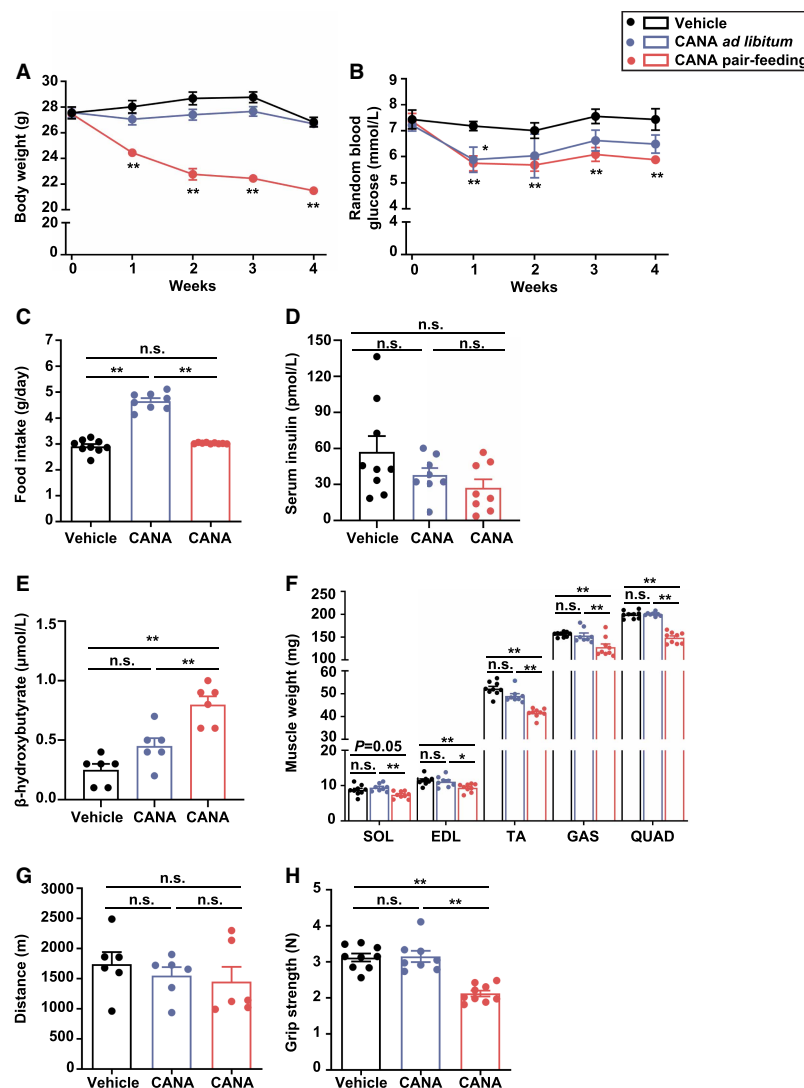 Vehicle
CANA ad libitum
CANA pair-feeding
A
Body weight (g)
30
28
26
24
22
20
0
** ** ** **
0 1 2 3 4
Weeks
B
Random blood
glucose (mmol/L)
9
8
7
6
5
4
0
*
** ** ** **
0 1 2 3 4
Weeks
C
Food intake (g/day)
7
6
5
4
3
2
1
0
n.s.
** **
Vehicle CANA CANA
D
Serum insulin (pmol/L)
150
120
90
60
30
0
n.s.
n.s. n.s.
Vehicle CANA CANA
E
β-hydroxybutyrate (μmol/L)
1.5
1.0
0.5
0.0
**
n.s. **
Vehicle CANA CANA
F
Muscle weight (mg)
250
200
150
100
60
50
40
30
20
10
0
P=0.05
n.s. **
**
n.s. *
**
n.s. **
**
n.s. **
**
n.s. **
SOL EDL TA GAS QUAD
G
Distance (m)
3000
2500
2000
1500
1000
500
0
n.s.
n.s. n.s.
Vehicle CANA CANA
H
Grip strength (N)
5
4
3
2
1
0
**
n.s. **
Vehicle CANA CANA